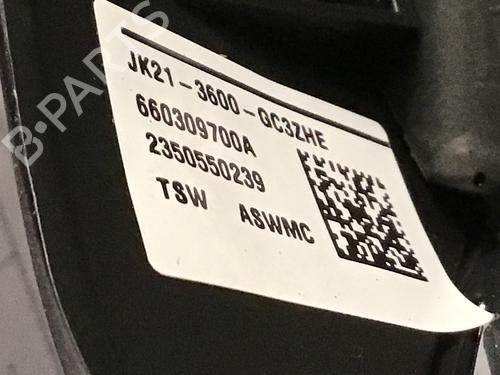 B-PARTS
JK21-3600-GC3ZHE
660309700A
2350550239
TSW ASWMC